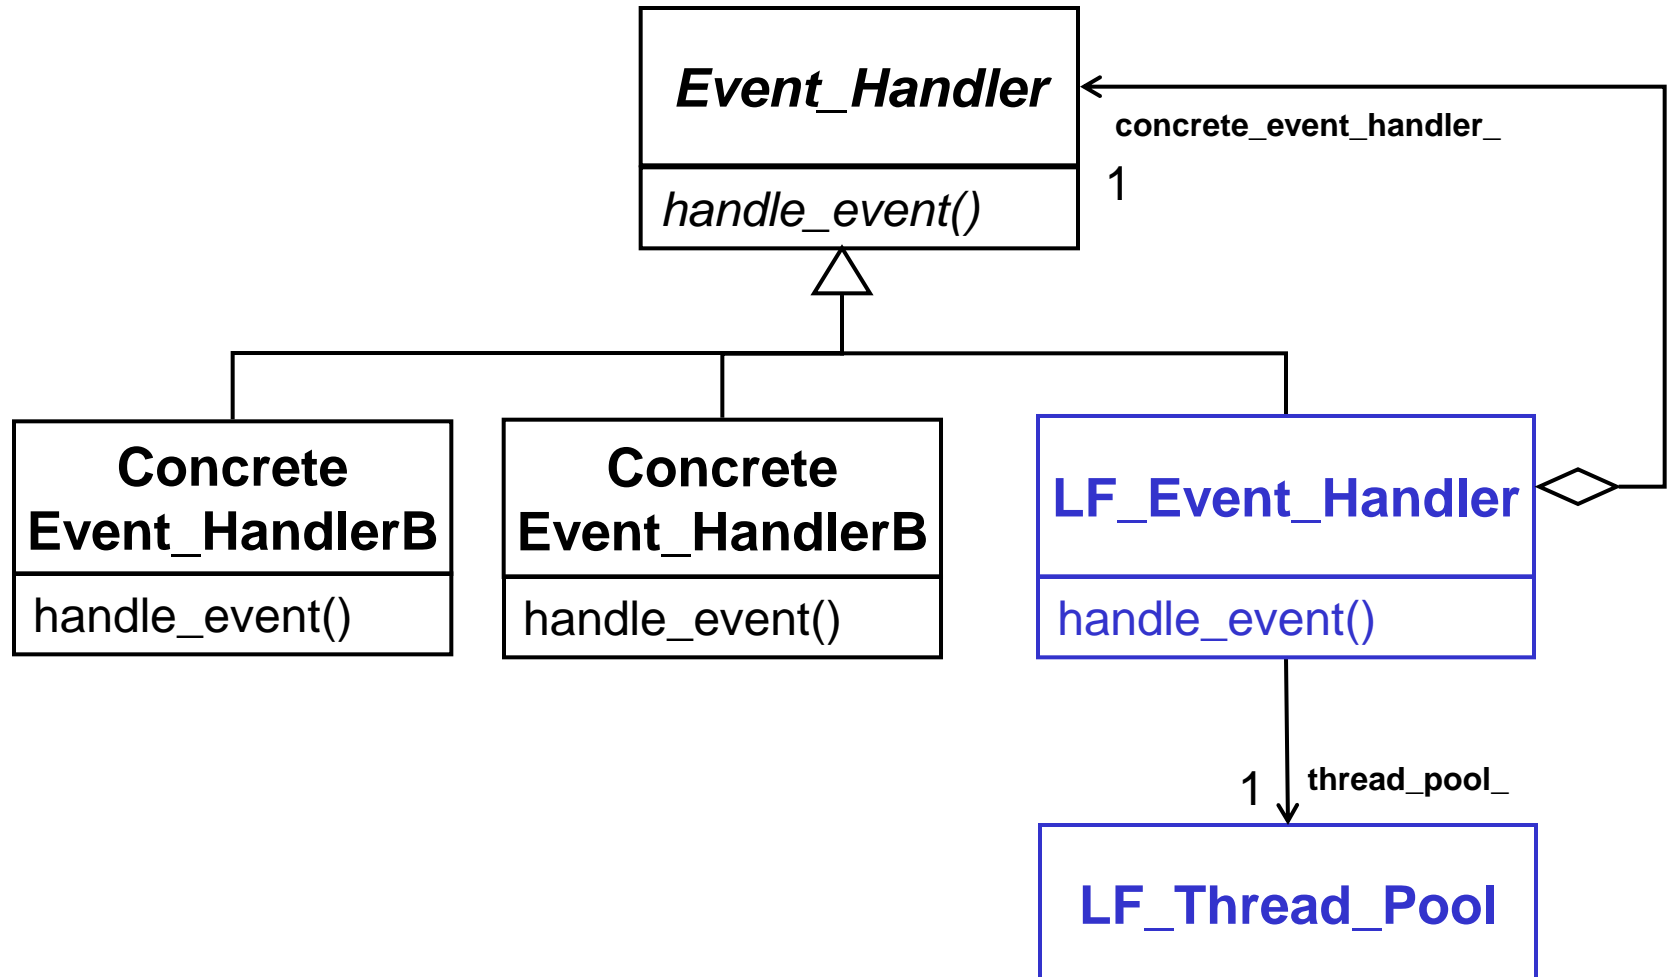 Event_Handler
concrete_event_handler_
1
handle_event()
Concrete
Event_HandlerB
handle_event()
Concrete
Event_HandlerB
handle_event()
LF_Event_Handler
handle_event()
1
thread_pool_
LF_Thread_Pool